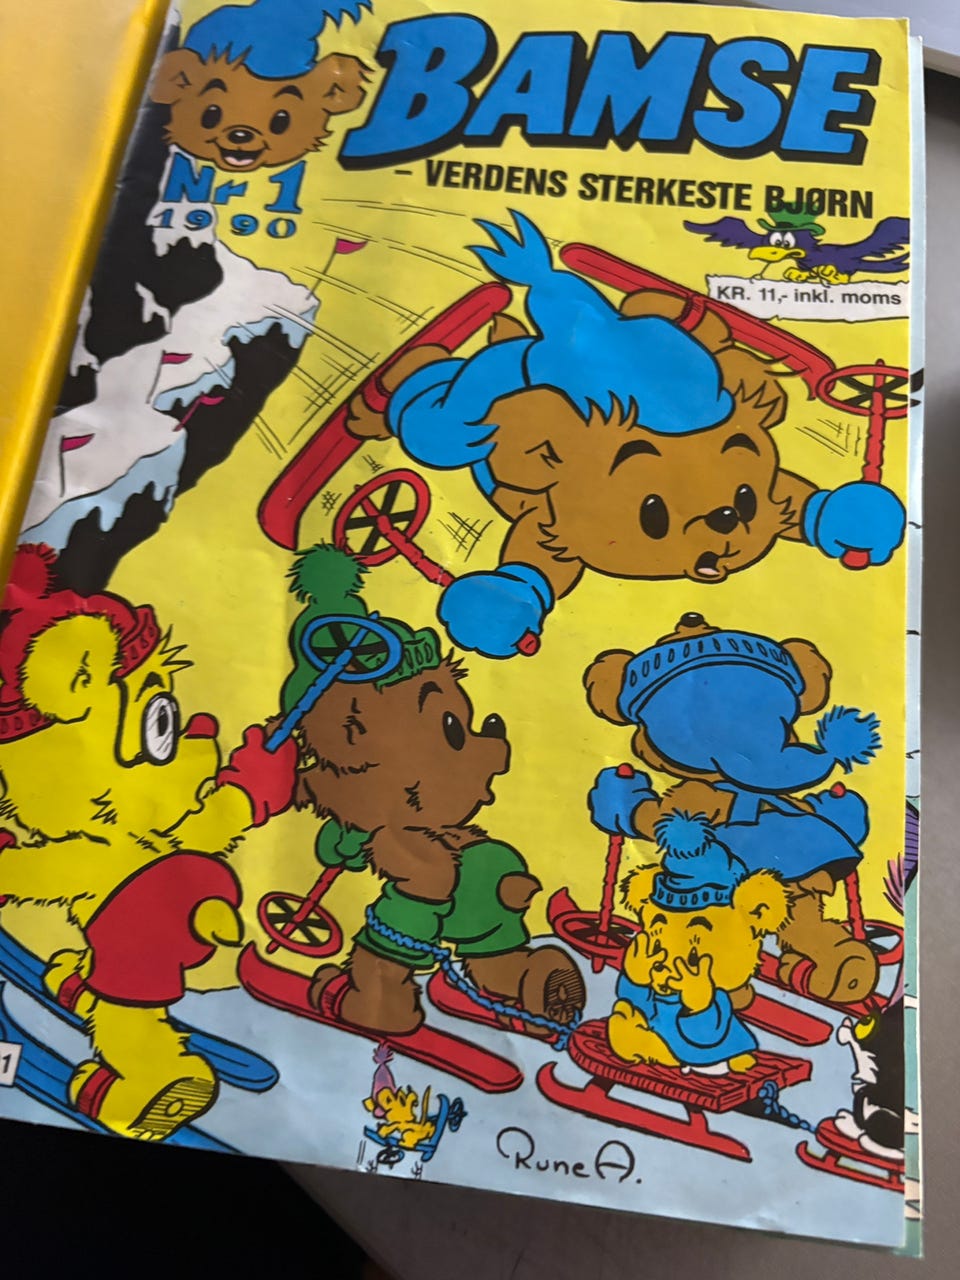 BAMSE
- VERDENS STERKESTE BJØRN
Nr 1
1990
KR. 11,- inkl. moms
Rune A.